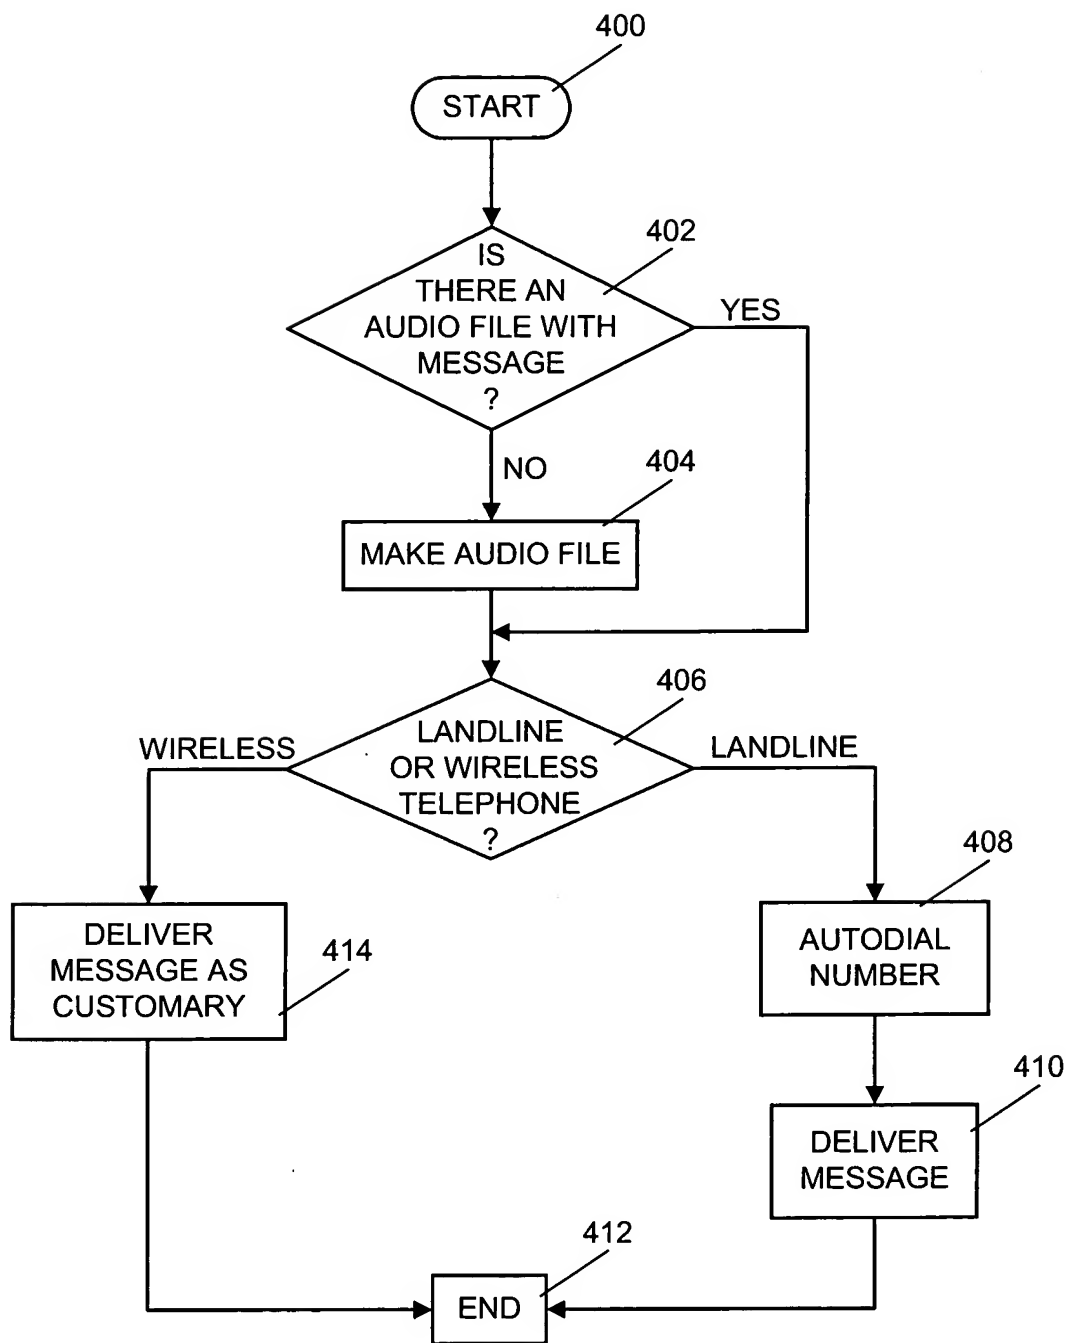 400
START
402
IS
THERE AN
AUDIO FILE WITH
MESSAGE
?
YES
NO
404
MAKE AUDIO FILE
406
LANDLINE
OR WIRELESS
TELEPHONE
?
WIRELESS
LANDLINE
408
AUTODIAL
NUMBER
DELIVER
MESSAGE AS
CUSTOMARY
414
410
DELIVER
MESSAGE
412
END